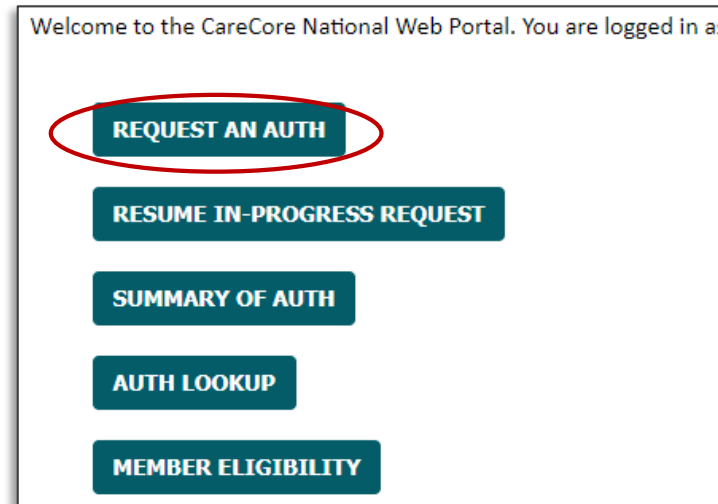 Welcome to the CareCore National Web Portal. You are logged in as
REQUEST AN AUTH
RESUME IN-PROGRESS REQUEST
SUMMARY OF AUTH
AUTH LOOKUP
MEMBER ELIGIBILITY